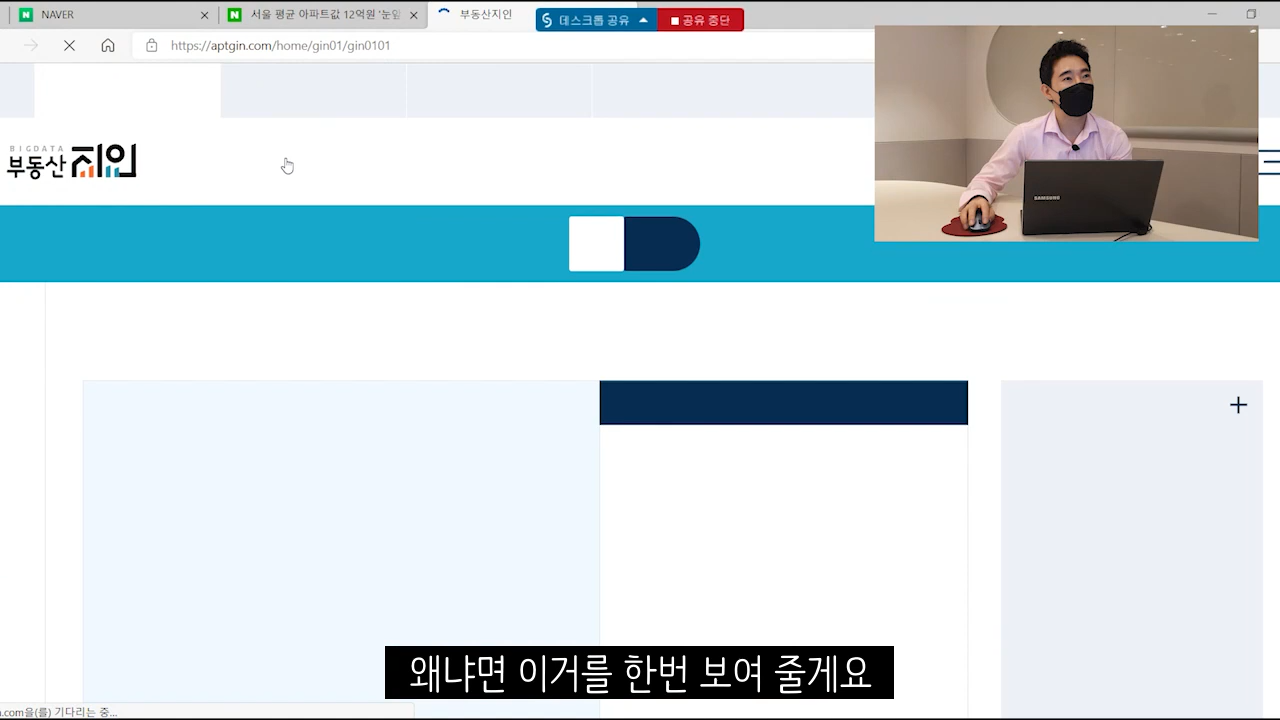 NAVER
서울 평균 아파트값 12억원 '눈앞
부동산지인
데스크톱 공유
공유 중단
https://aptgin.com/home/gin01/gin0101
BIGDATA
부동산 지인
SAMSUNG
왜냐면 이거를 한번 보여 줄게요
.com을(를) 기다리는 중...